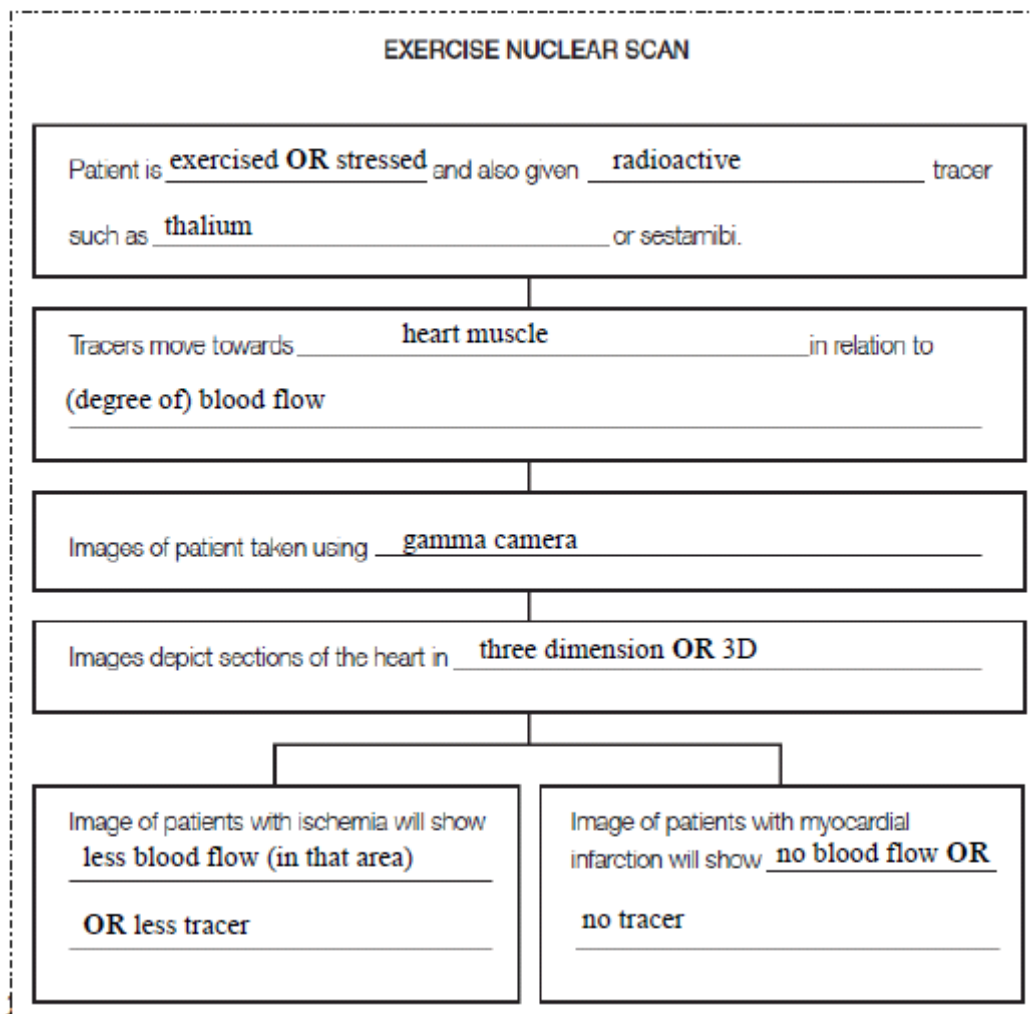 EXERCISE NUCLEAR SCAN
Patient is exercised OR stressed and also given radioactive tracer
such as thalium or sestamibi.
Tracers move towards heart muscle in relation to
(degree of) blood flow
Images of patient taken using gamma camera
Images depict sections of the heart in three dimension OR 3D
Image of patients with ischemia will show
less blood flow (in that area)
OR less tracer
Image of patients with myocardial
infarction will show no blood flow OR
no tracer